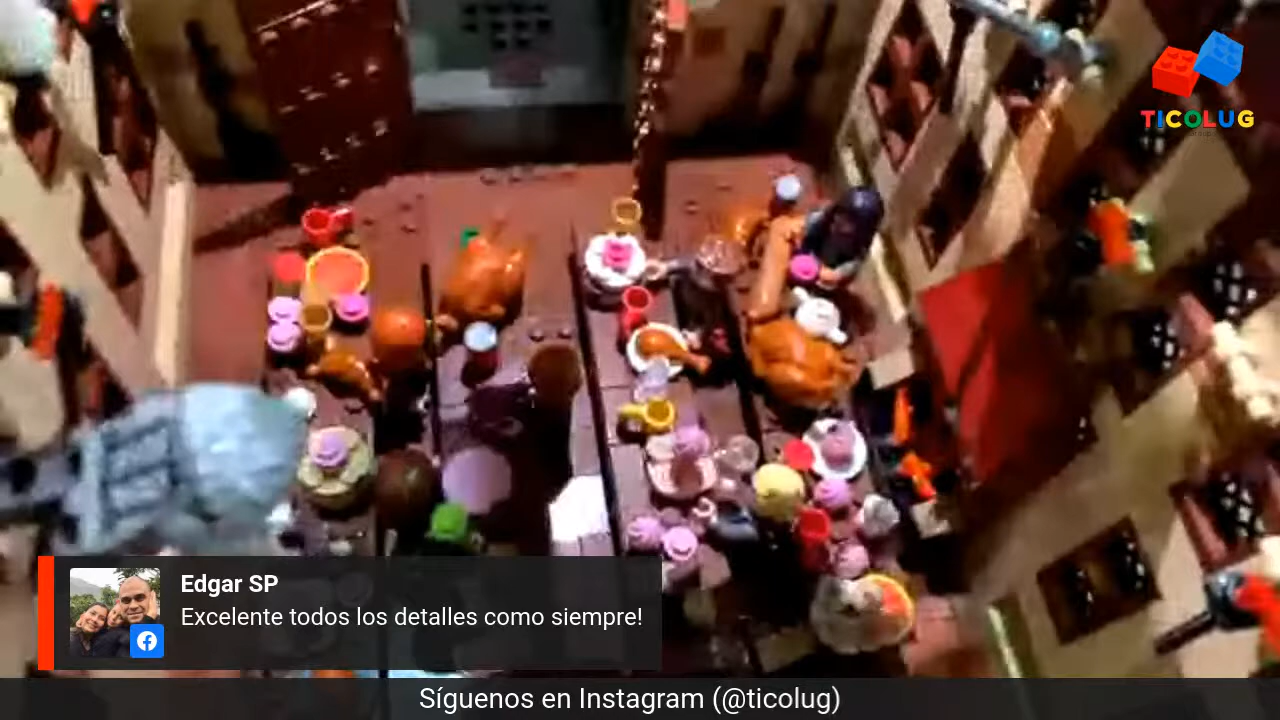 TICOLUG
Edgar SP
Excelente todos los detalles como siempre!
Síguenos en Instagram (@ticolug)